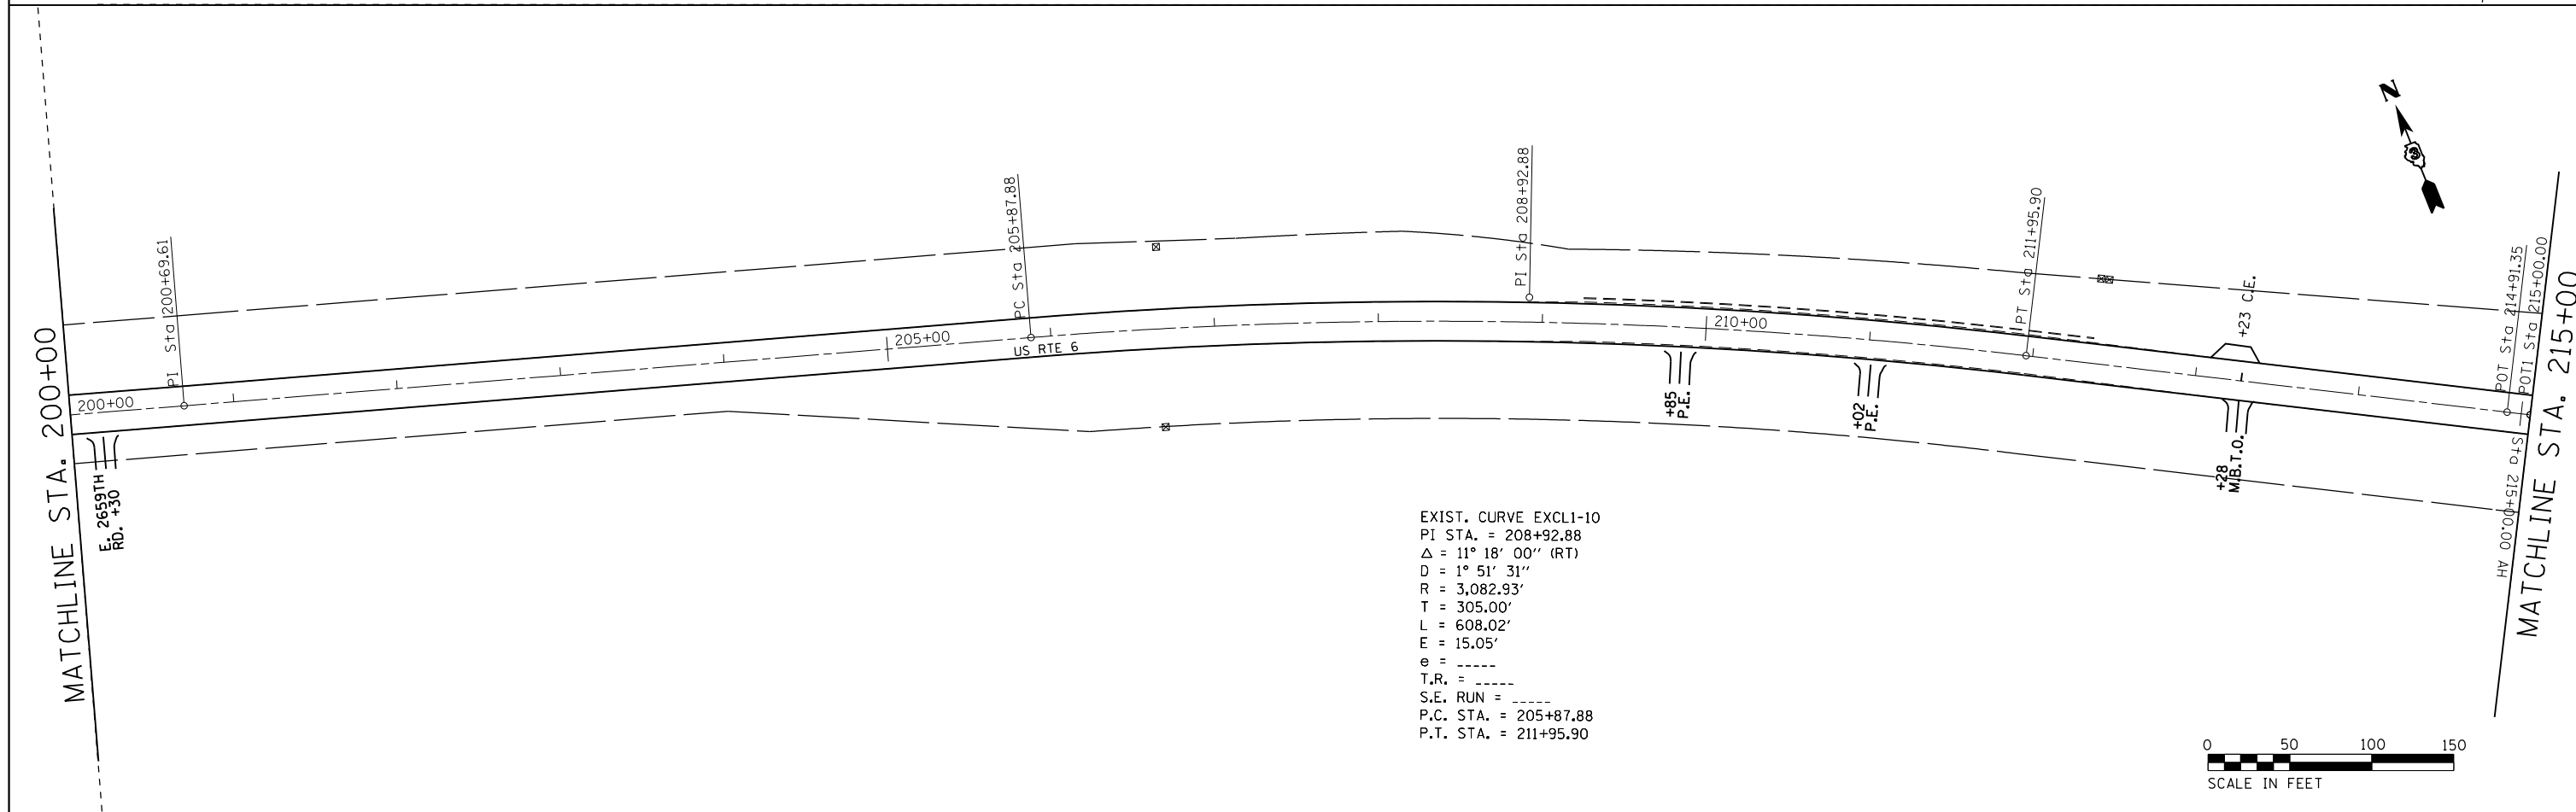 MATCHLINE STA. 200+00
200+00
E. 2659TH
RD. +30
PI Sta 200+69.61
205+00
PC Sta 205+87.88
US RTE 6
PI Sta 208+92.88
210+00
+85
P.E.
+02
P.E.
PT Sta 211+95.90
+23 C.E.
+28
M.B.T.O.
POT Sta 214+91.35
POT1 Sta 215+00.00
Sta 215+00.00 AH
MATCHLINE STA. 215+00
N
3
EXIST. CURVE EXCL1-10
PI STA. = 208+92.88
Δ = 11° 18' 00'' (RT)
D = 1° 51' 31''
R = 3,082.93'
T = 305.00'
L = 608.02'
E = 15.05'
e = _____
T.R. = _____
S.E. RUN = _____
P.C. STA. = 205+87.88
P.T. STA. = 211+95.90
0 50 100 150
SCALE IN FEET